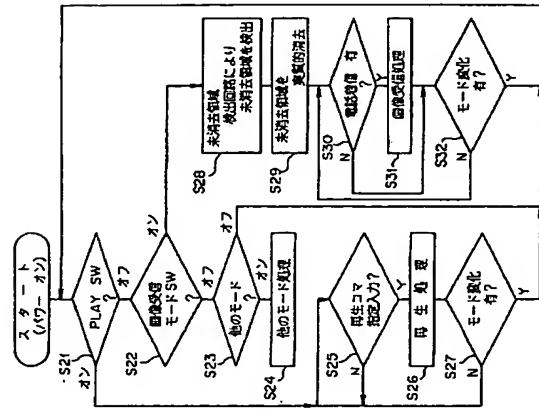 スタート
(パワー オン)
S21
PLAY SW
?
オン
オフ
S22
画像受信
モードSW
?
オン
オフ
S23
他のモード
?
オフ
オン
S24
他のモード処理
S25
再生コマ
指定入力?
N
Y
S26
再生処理
S27
モード変化
有?
N
Y
S28
未消去領域
検出回路により
未消去領域を検出
S29
未消去領域を
実質的消去
S30
電話着信 有
?
N
Y
S31
画像受信処理
S32
モード変化
有?
N
Y